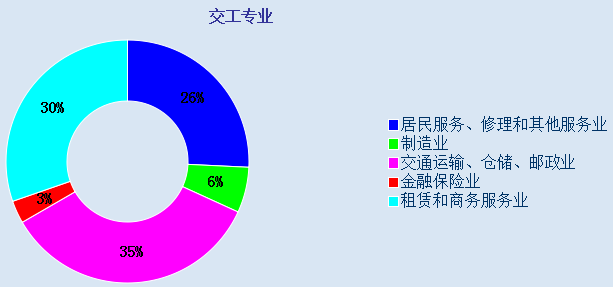 交工专业
26%
30%
6%
3%
35%
居民服务、修理和其他服务业
制造业
交通运输、仓储、邮政业
金融保险业
租赁和商务服务业